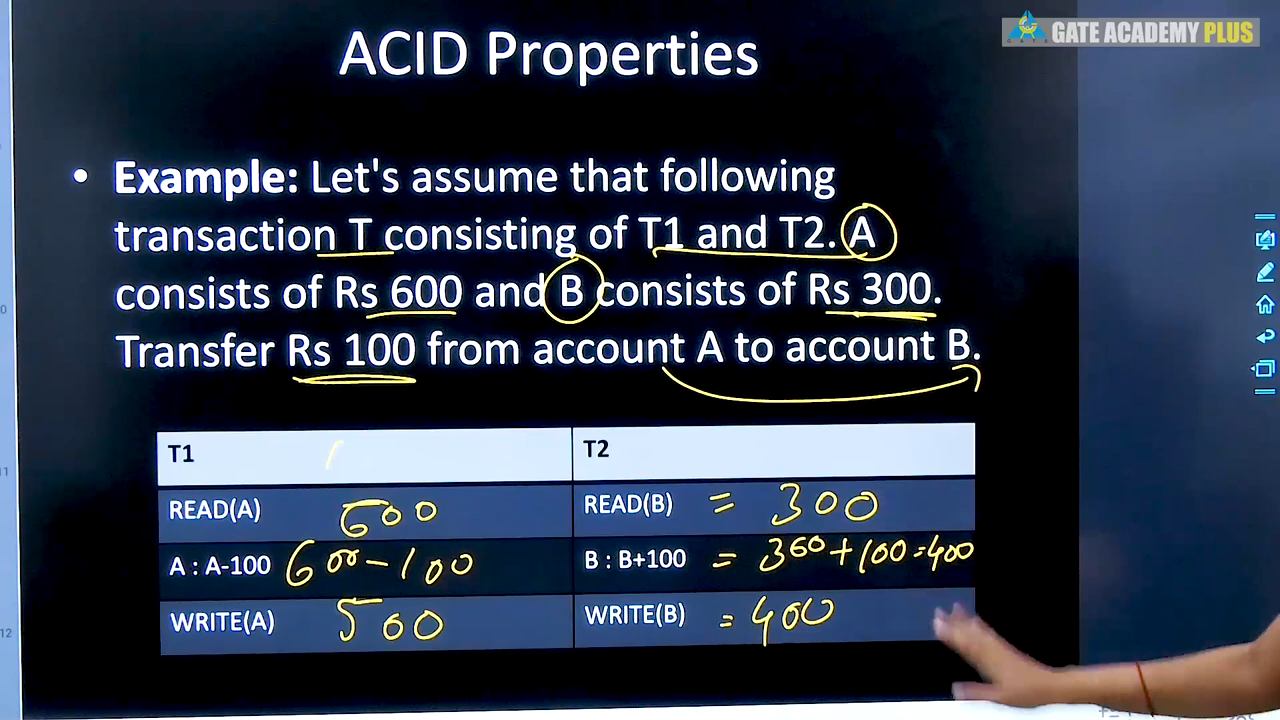 GATE ACADEMY PLUS
ACID Properties
• Example: Let's assume that following
transaction T consisting of T1 and T2. A
consists of Rs 600 and B consists of Rs 300.
Transfer Rs 100 from account A to account B.
T1 T2
READ(A) 600 READ(B) = 300
A : A-100 600-100 B : B+100 = 300+100=400
WRITE(A) 500 WRITE(B) = 400
11
12